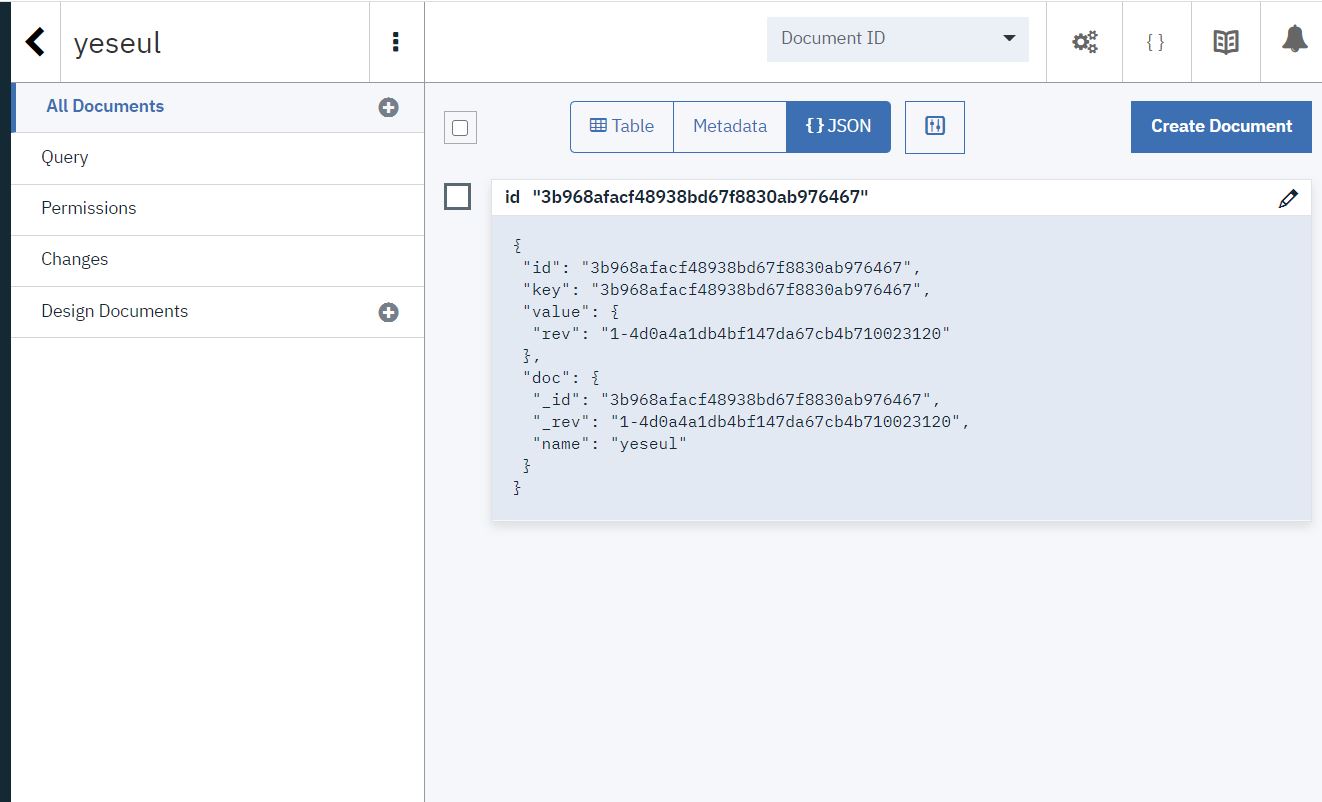 yeseul
Document ID
{ }
All Documents
Query
Permissions
Changes
Design Documents
Table
Metadata
{ } JSON
Create Document
id "3b968afacf48938bd67f8830ab976467"
{
"id": "3b968afacf48938bd67f8830ab976467",
"key": "3b968afacf48938bd67f8830ab976467",
"value": {
"rev": "1-4d0a4a1db4bf147da67cb4b710023120"
},
"doc": {
"_id": "3b968afacf48938bd67f8830ab976467",
"_rev": "1-4d0a4a1db4bf147da67cb4b710023120",
"name": "yeseul"
}
}